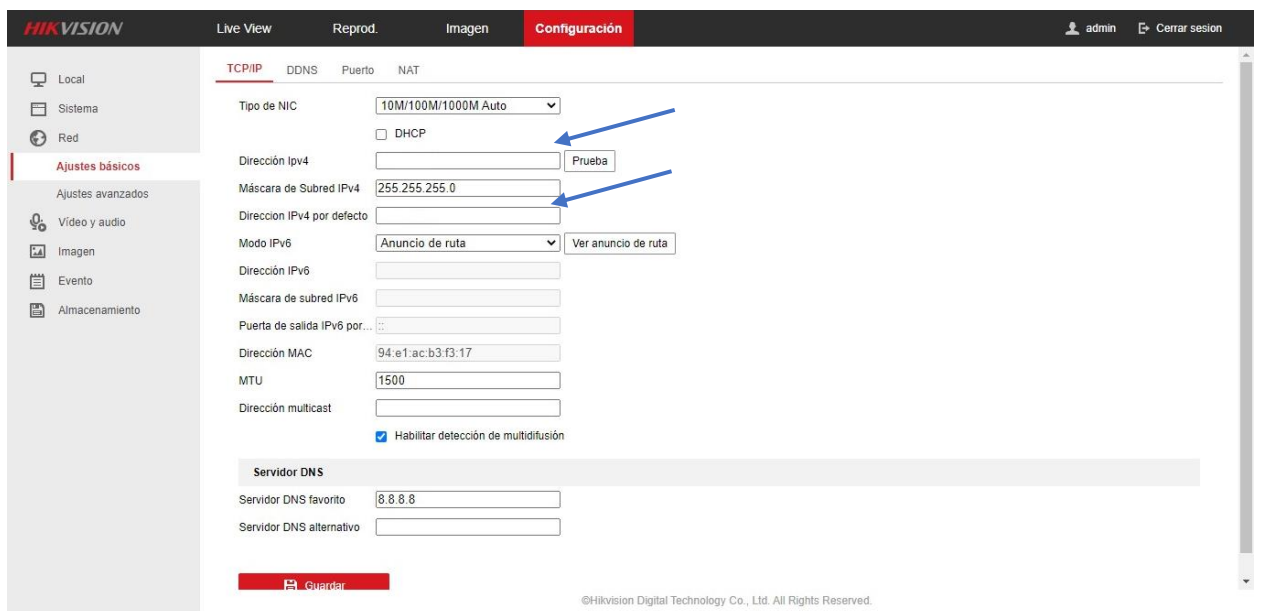 HIKVISION Live View Reprod. Imagen Configuración admin Cerrar sesion
Local
Sistema
Red
Ajustes básicos
Ajustes avanzados
Vídeo y audio
Imagen
Evento
Almacenamiento
TCP/IP DDNS Puerto NAT
Tipo de NIC 10M/100M/1000M Auto
DHCP
Dirección Ipv4 Prueba
Máscara de Subred IPv4 255.255.255.0
Direccion IPv4 por defecto
Modo IPv6 Anuncio de ruta Ver anuncio de ruta
Dirección IPv6
Máscara de subred IPv6
Puerta de salida IPv6 por... ::
Dirección MAC 94:e1:ac:b3:f3:17
MTU 1500
Dirección multicast
Habilitar detección de multidifusión
Servidor DNS
Servidor DNS favorito 8.8.8.8
Servidor DNS alternativo
Guardar
©Hikvision Digital Technology Co., Ltd. All Rights Reserved.